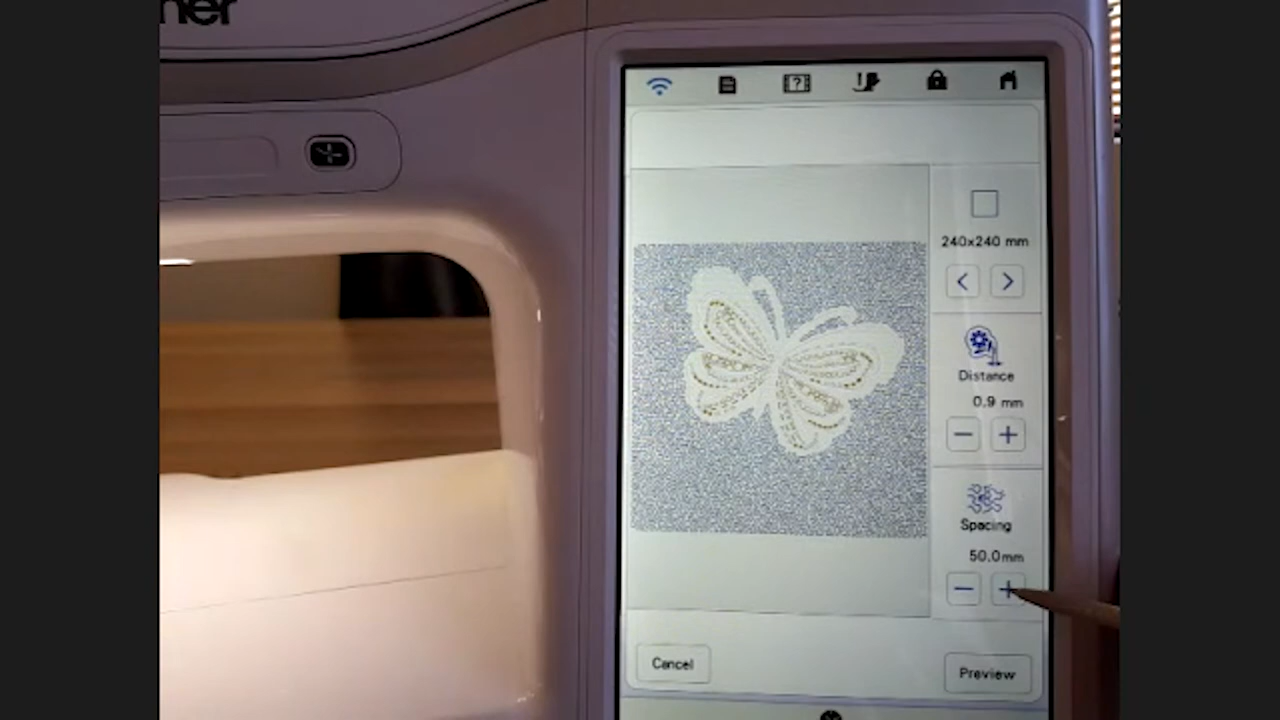 ner
?
240x240 mm
Distance
0.9 mm
Spacing
50.0mm
Cancel
Preview